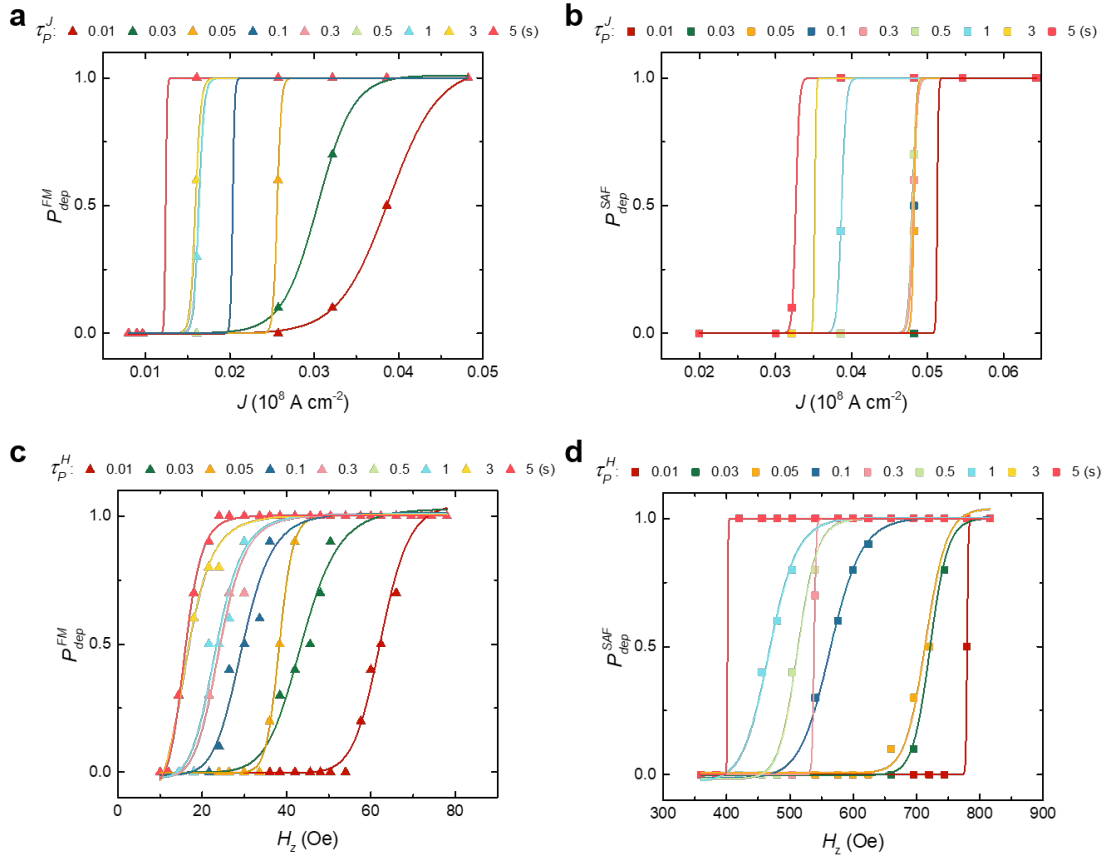 a
τ_P^J: 0.01 0.03 0.05 0.1 0.3 0.5 1 3 5 (s)
P_dep^FM
1.0
0.5
0.0
0.01 0.02 0.03 0.04 0.05
J (10^8 A cm^-2)
b
τ_P^J: 0.01 0.03 0.05 0.1 0.3 0.5 1 3 5 (s)
P_dep^SAF
1.0
0.5
0.0
0.02 0.03 0.04 0.05 0.06
J (10^8 A cm^-2)
c
τ_P^H: 0.01 0.03 0.05 0.1 0.3 0.5 1 3 5 (s)
P_dep^FM
1.0
0.5
0.0
0 20 40 60 80
H_z (Oe)
d
τ_P^H: 0.01 0.03 0.05 0.1 0.3 0.5 1 3 5 (s)
P_dep^SAF
1.0
0.5
0.0
300 400 500 600 700 800 900
H_z (Oe)